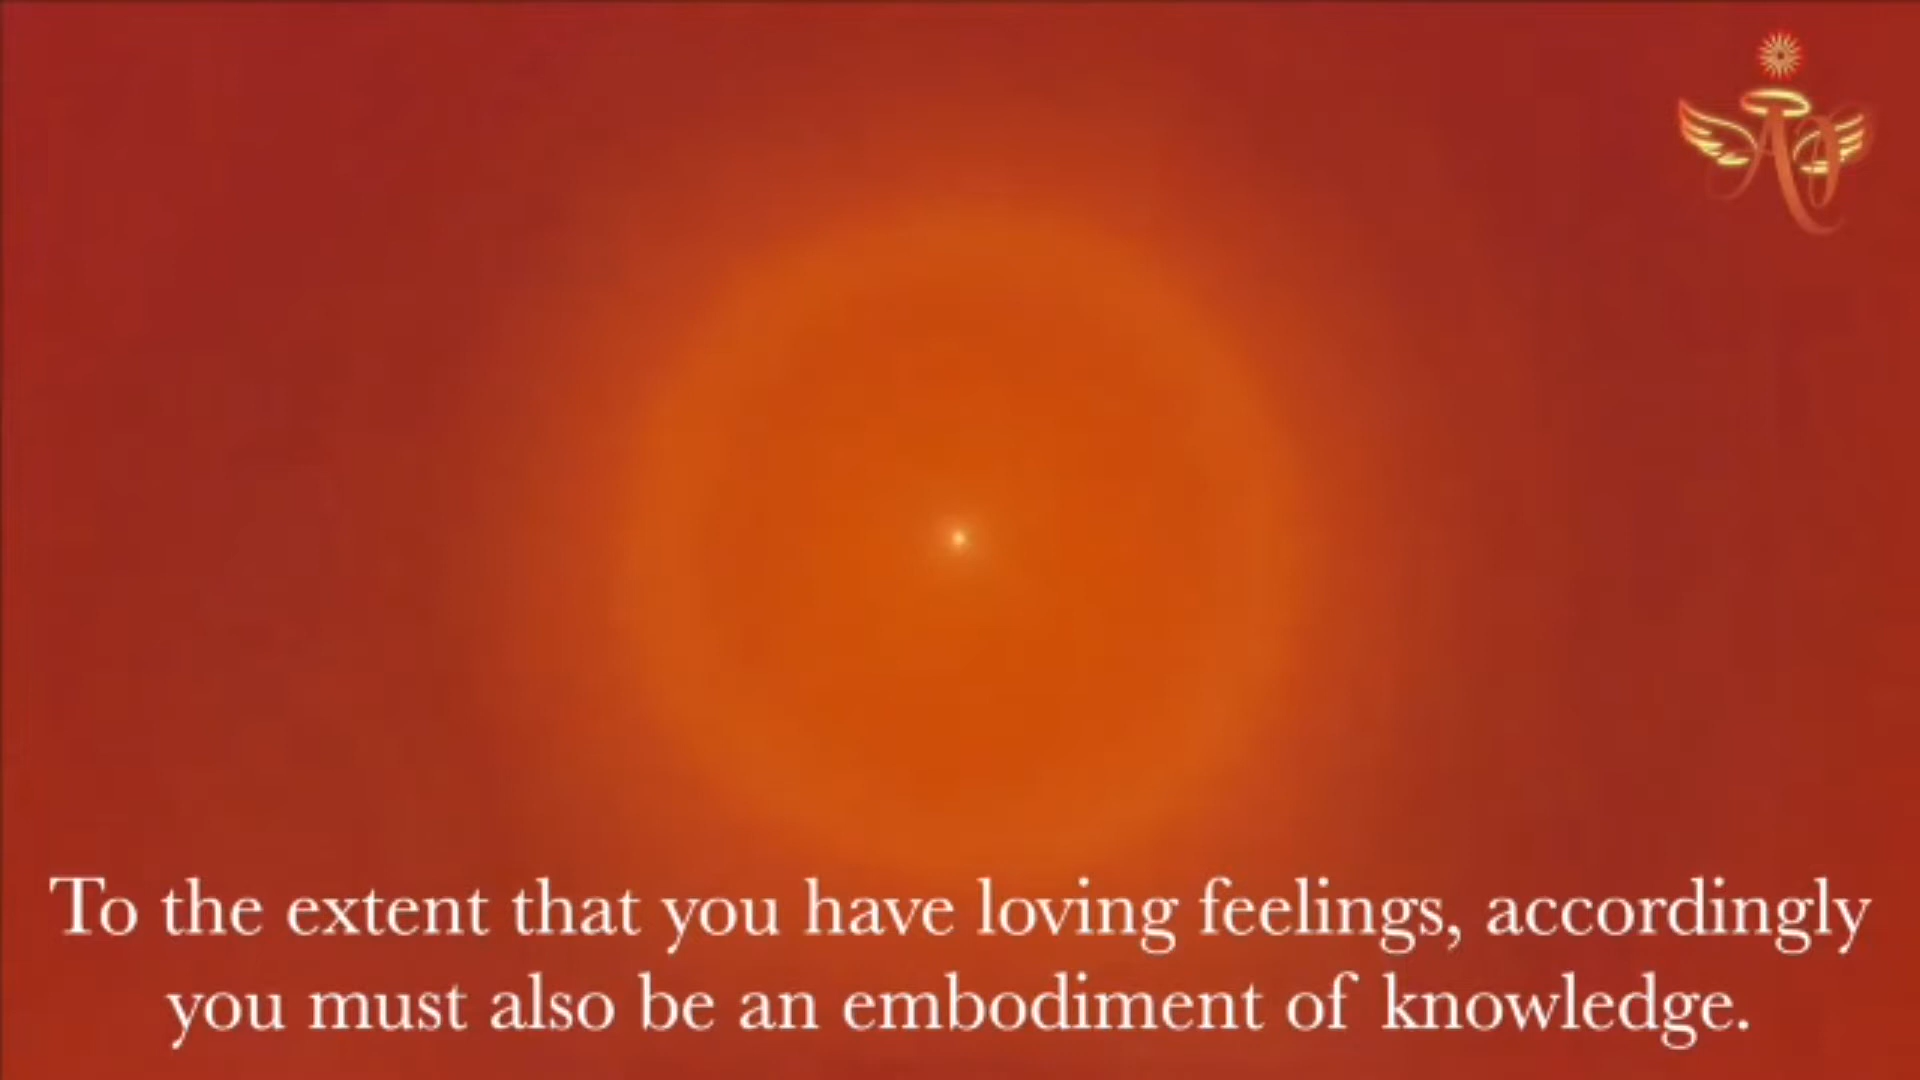 To the extent that you have loving feelings, accordingly
you must also be an embodiment of knowledge.